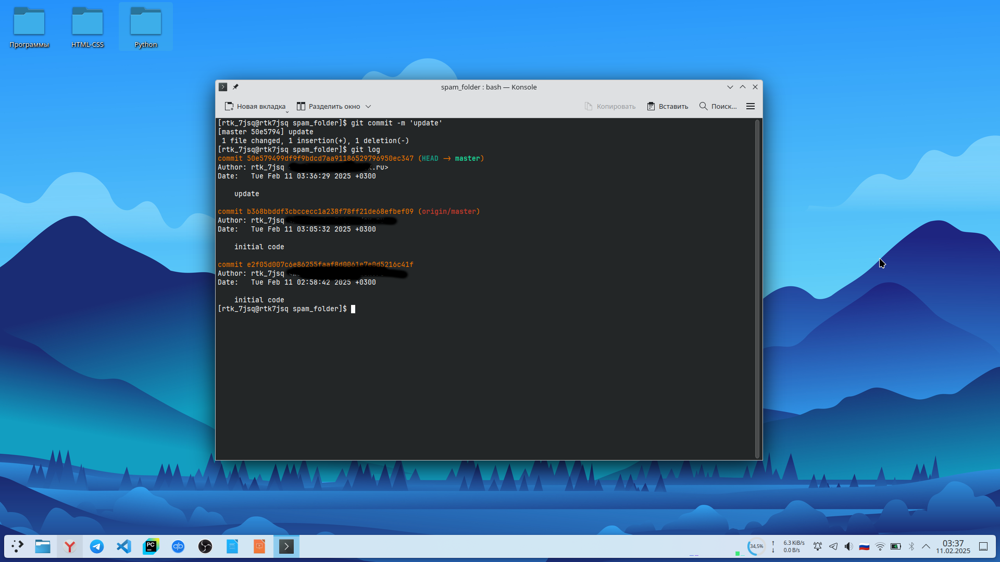 Программы
HTML-CSS
Python
spam_folder : bash — Konsole
Новая вкладка
Разделить окно
Копировать
Вставить
Поиск...
[rtk_7jsq@rtk7jsq spam_folder]$ git commit -m 'update'
[master 50e5794] update
1 file changed, 1 insertion(+), 1 deletion(-)
[rtk_7jsq@rtk7jsq spam_folder]$ git log
commit 50e579499df9f9bdcd7aa91186529796950ec347 (HEAD -> master)
Author: rtk_7jsq .ru>
Date: Tue Feb 11 03:36:29 2025 +0300
update
commit b368bbddf3cbccecc1a238f78ff21de68efbef09 (origin/master)
Author: rtk_7jsq
Date: Tue Feb 11 03:05:32 2025 +0300
initial code
commit e2f05d007c6e86255faaf8d0061e7e0d5216c41f
Author: rtk_7jsq
Date: Tue Feb 11 02:58:42 2025 +0300
initial code
[rtk_7jsq@rtk7jsq spam_folder]$
PC
qb
34,5%
6.3 KiB/s
0.0 B/s
03:37
11.02.2025